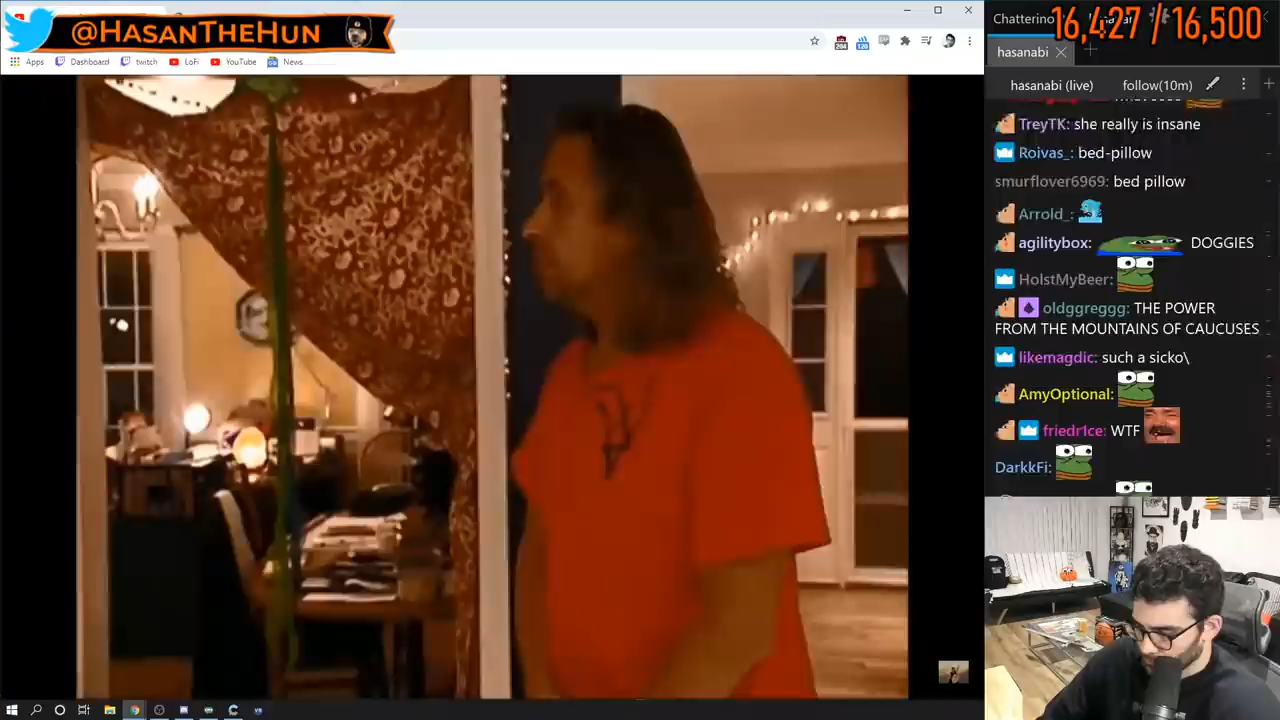 @HasanTheHun
16,427 / 16,500
Chatterino
hasanabi
hasanabi (live)
follow(10m)
Apps
Dashboard
twitch
LoFi
YouTube
News
204
120
TreyTK: she really is insane
Roivas_: bed-pillow
smurflover6969: bed pillow
Arrold_:
agilitybox: DOGGIES
HolstMyBeer:
oldggreggg: THE POWER
FROM THE MOUNTAINS OF CAUCUSES
likemagdic: such a sicko\
AmyOptional:
friedr1ce: WTF
DarkkFi: